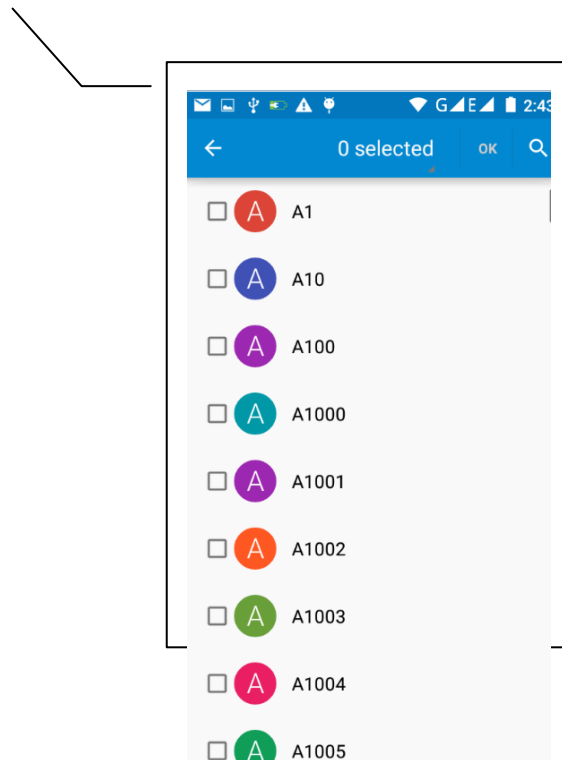 G E 2:43
0 selected OK
A A1
A A10
A A100
A A1000
A A1001
A A1002
A A1003
A A1004
A A1005